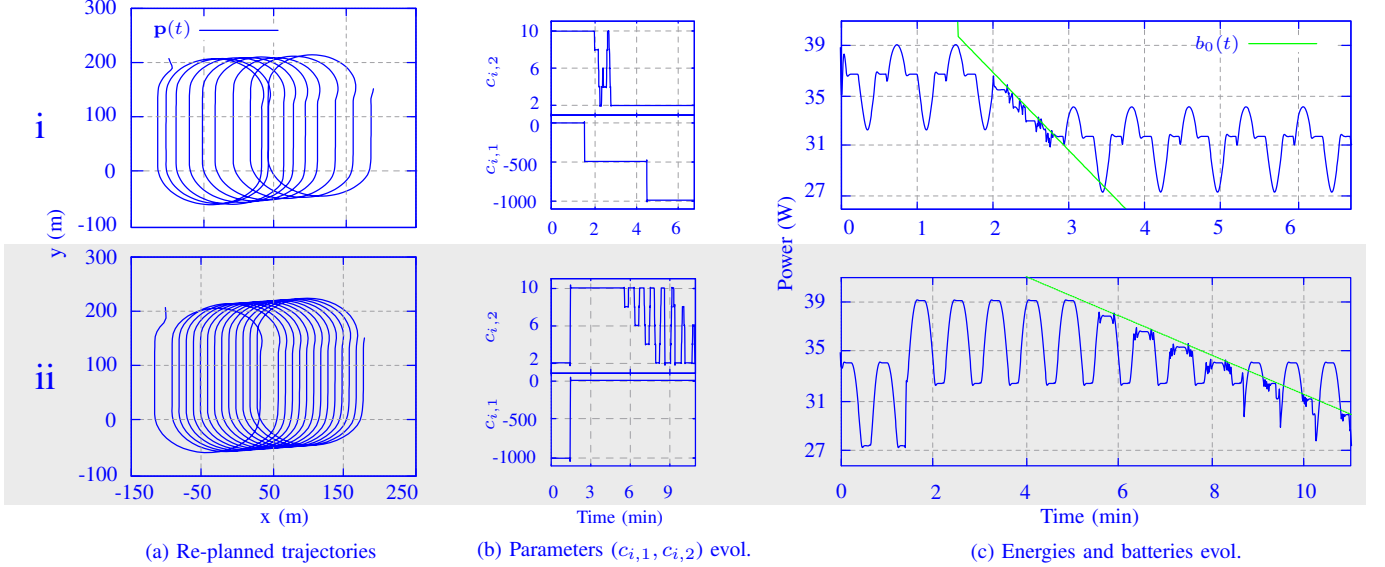 i
300
200
100
0
-100
y (m)
p(t)
10
6
2
c_{i,2}
0
-500
-1000
c_{i,1}
0 2 4 6
39
35
31
27
Power (W)
b_0(t)
0 1 2 3 4 5 6
ii
300
200
100
0
-100
-150 -50 50 150 250
x (m)
10
6
2
c_{i,2}
0
-500
-1000
c_{i,1}
0 3 6 9
Time (min)
39
35
31
27
0 2 4 6 8 10
Time (min)
(a) Re-planned trajectories
(b) Parameters (c_{i,1}, c_{i,2}) evol.
(c) Energies and batteries evol.